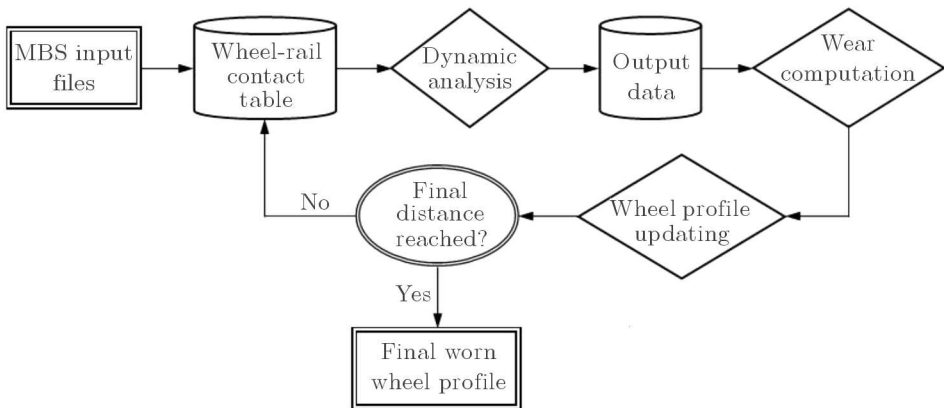 MBS input
files
Wheel-rail
contact
table
Dynamic
analysis
Output
data
Wear
computation
Wheel profile
updating
Final
distance
reached?
No
Yes
Final worn
wheel profile